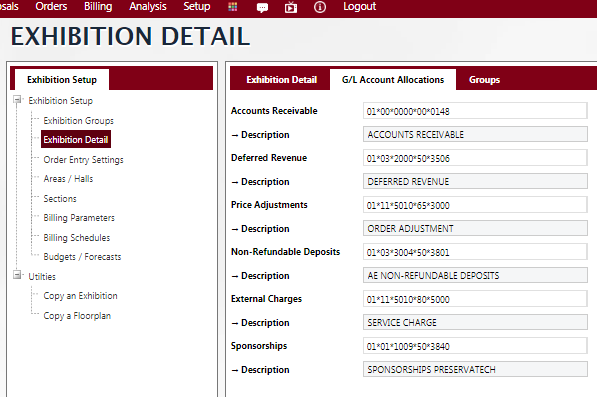 Orders Billing Analysis Setup Logout
EXHIBITION DETAIL
Exhibition Setup
Exhibition Setup
Exhibition Groups
Exhibition Detail
Order Entry Settings
Areas / Halls
Sections
Billing Parameters
Billing Schedules
Budgets / Forecasts
Utilties
Copy an Exhibition
Copy a Floorplan
Exhibition Detail G/L Account Allocations Groups
Accounts Receivable 01*00*0000*00*0148
→ Description ACCOUNTS RECEIVABLE
Deferred Revenue 01*03*2000*50*3506
→ Description DEFERRED REVENUE
Price Adjustments 01*11*5010*65*3000
→ Description ORDER ADJUSTMENT
Non-Refundable Deposits 01*03*3004*50*3801
→ Description AE NON-REFUNDABLE DEPOSITS
External Charges 01*11*5010*80*5000
→ Description SERVICE CHARGE
Sponsorships 01*01*1009*50*3840
→ Description SPONSORSHIPS PRESERVATECH